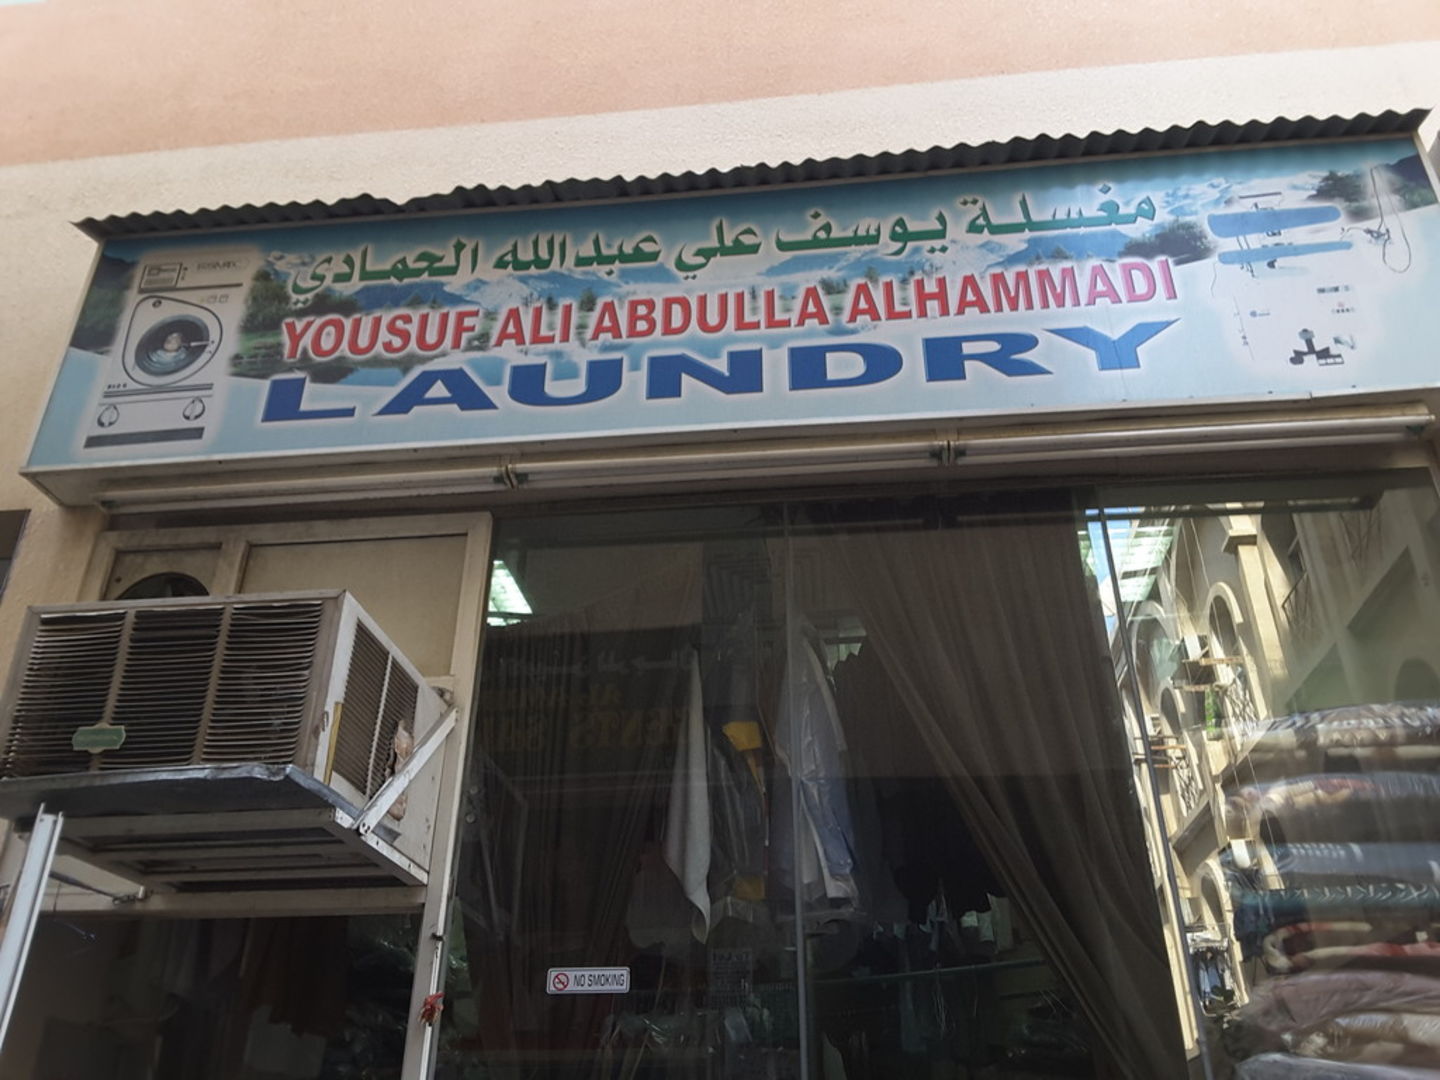 مغسلة يوسف علي عبدالله الحمادي
YOUSUF ALI ABDULLA ALHAMMADI
LAUNDRY
NO SMOKING